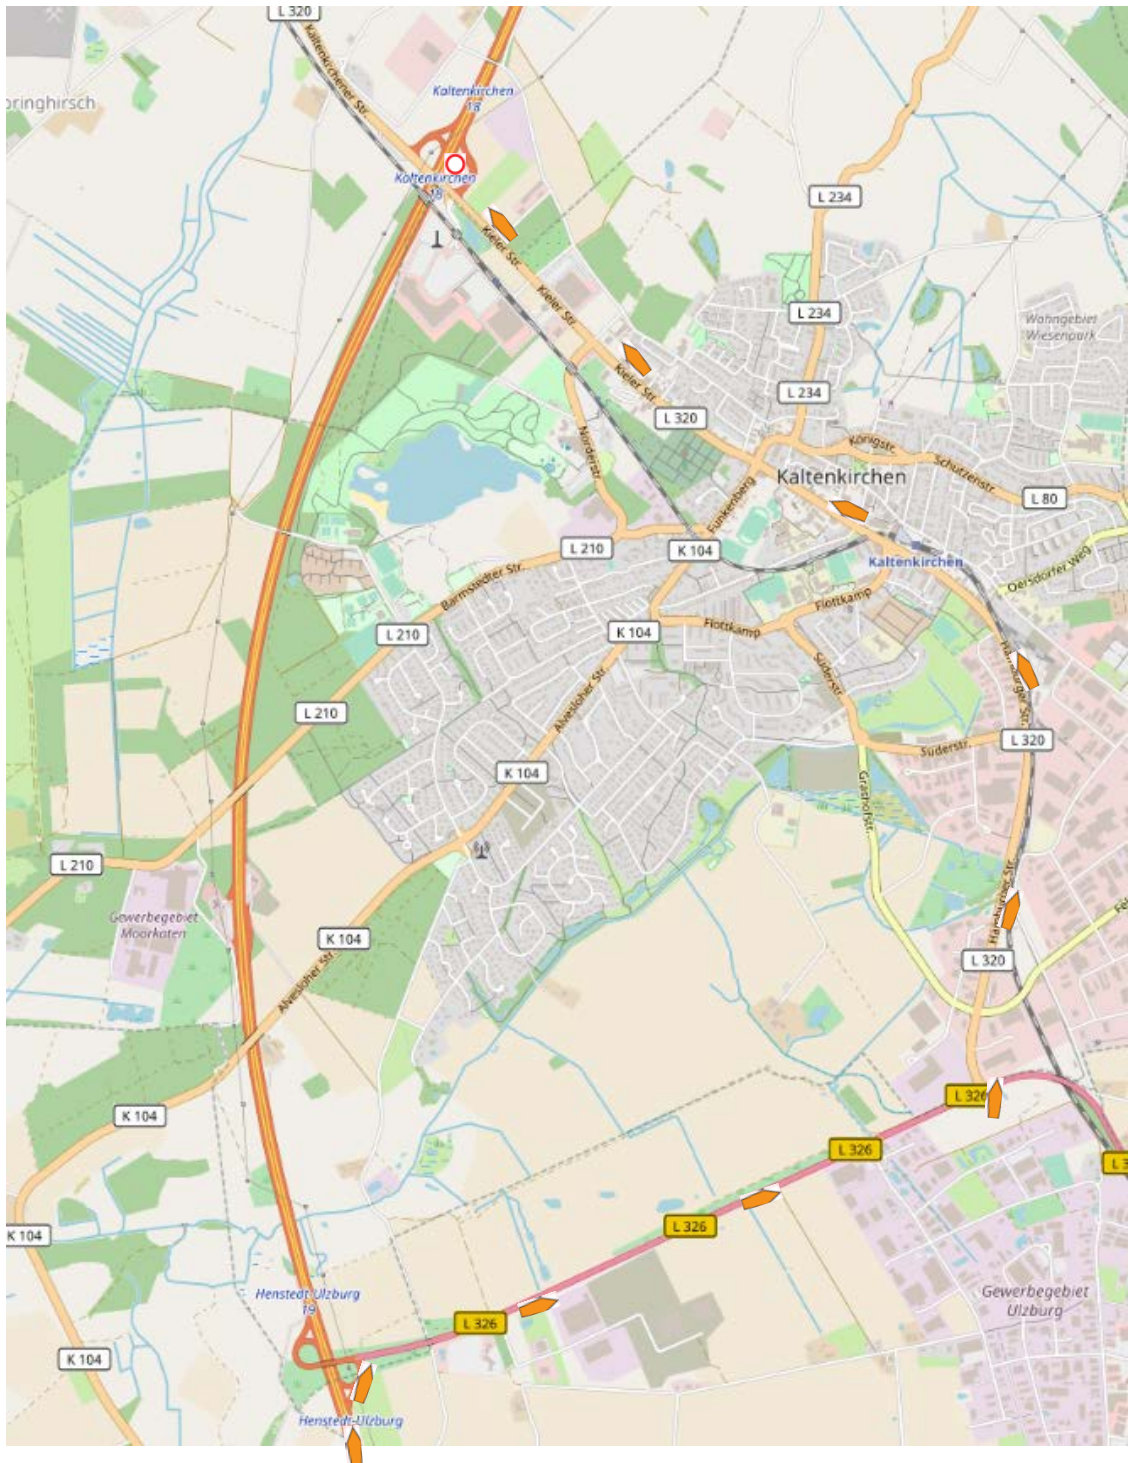 L 320
Kaltenkirchener Str.
Kaltenkirchen
18
Kaltenkirchen
18
L 234
Kieler Str.
Kieler Str.
L 234
Wohngebiet
Wiesenpark
Kieler Str.
L 234
L 320
Norderstr.
Königstr.
Schützenstr.
Kaltenkirchen
Funkenberg
L 80
L 210
K 104
Kaltenkirchen
Oersdorfer Weg
Barmstedter Str.
Flottkamp
L 210
K 104
Flottkamp
Süderstr.
Alvesloher Str.
L 210
Hamburger Str.
L 320
Süderstr.
K 104
Grashofstr.
L 210
Hamburger Str.
Gewerbegebiet
Moorkaten
K 104
L 320
Alvesloher Str.
L 326
K 104
L 326
L 326
K 104
Henstedt-Ulzburg
19
Gewerbegebiet
Ulzburg
L 326
K 104
Henstedt-Ulzburg